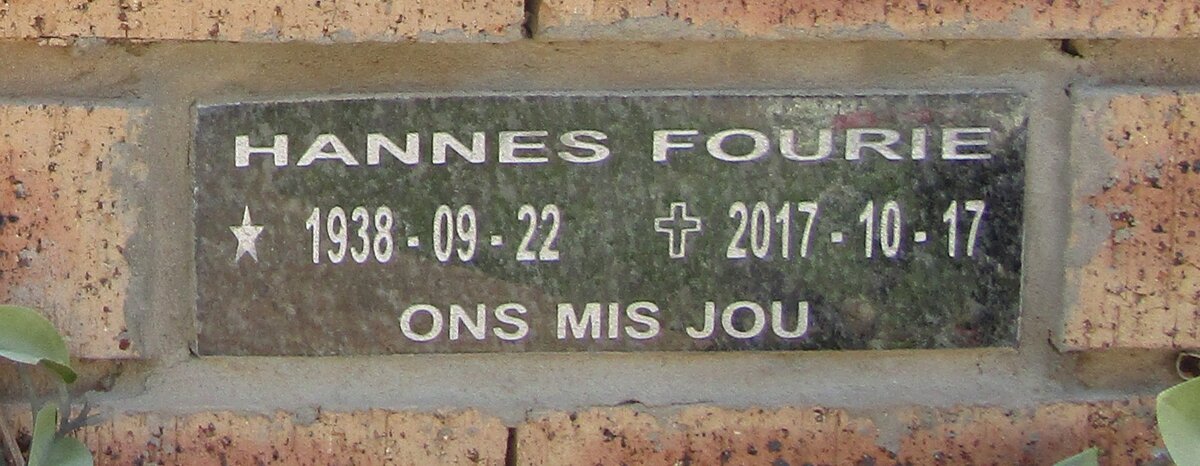 HANNES FOURIE
★ 1938 - 09 - 22 ✞ 2017 - 10 - 17
ONS MIS JOU